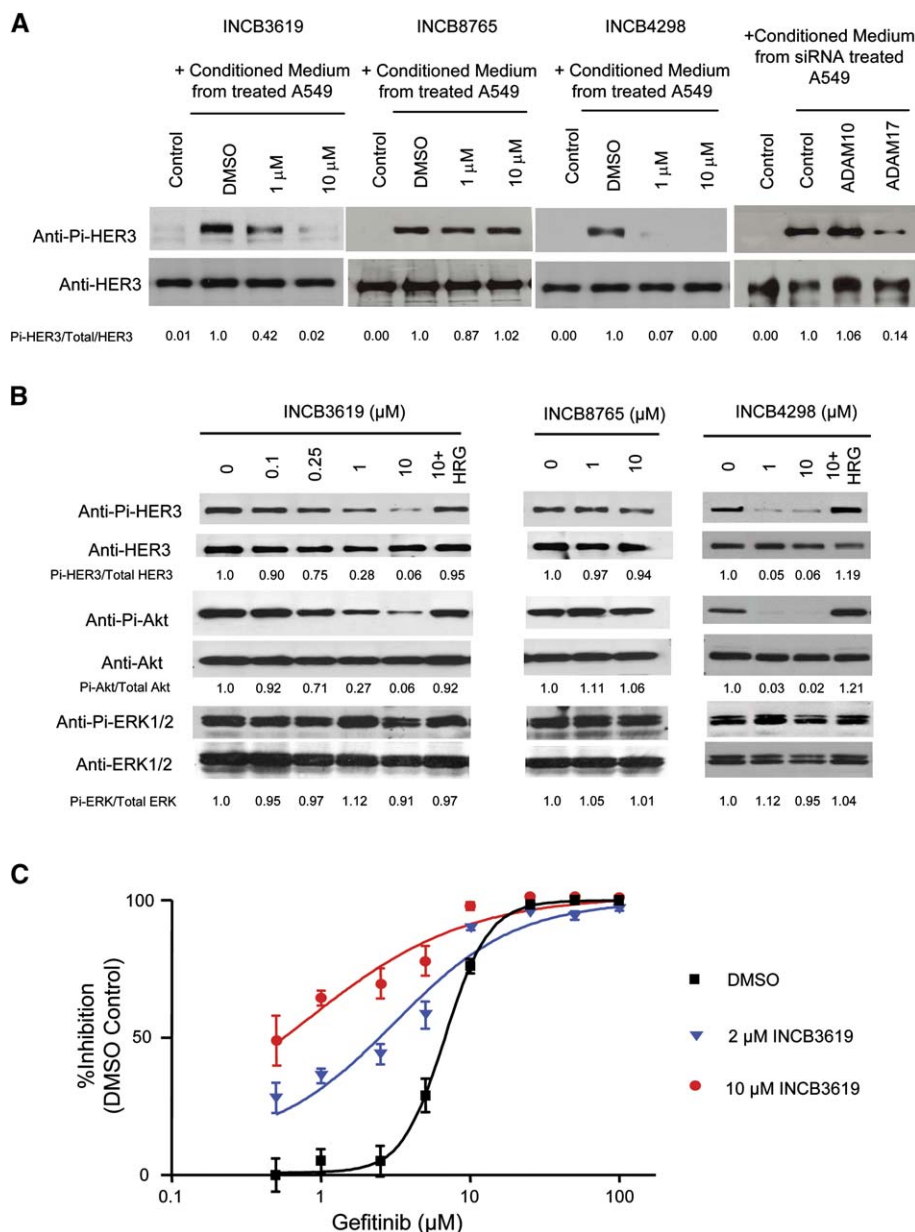 A
INCB3619
INCB8765
INCB4298
+ Conditioned Medium
from treated A549
+ Conditioned Medium
from treated A549
+ Conditioned Medium
from treated A549
+Conditioned Medium
from siRNA treated
A549
Control DMSO 1 µM 10 µM Control DMSO 1 µM 10 µM Control DMSO 1 µM 10 µM Control Control ADAM10 ADAM17
Anti-Pi-HER3
Anti-HER3
Pi-HER3/Total/HER3 0.01 1.0 0.42 0.02 0.00 1.0 0.87 1.02 0.00 1.0 0.07 0.00 0.00 1.0 1.06 0.14
B
INCB3619 (µM) INCB8765 (µM) INCB4298 (µM)
0 0.1 0.25 1 10 10+ HRG 0 1 10 0 1 10 10+ HRG
Anti-Pi-HER3
Anti-HER3
Pi-HER3/Total HER3 1.0 0.90 0.75 0.28 0.06 0.95 1.0 0.97 0.94 1.0 0.05 0.06 1.19
Anti-Pi-Akt
Anti-Akt
Pi-Akt/Total Akt 1.0 0.92 0.71 0.27 0.06 0.92 1.0 1.11 1.06 1.0 0.03 0.02 1.21
Anti-Pi-ERK1/2
Anti-ERK1/2
Pi-ERK/Total ERK 1.0 0.95 0.97 1.12 0.91 0.97 1.0 1.05 1.01 1.0 1.12 0.95 1.04
C
%Inhibition
(DMSO Control)
100
50
0
0.1 1 10 100
Gefitinib (µM)
DMSO
2 µM INCB3619
10 µM INCB3619